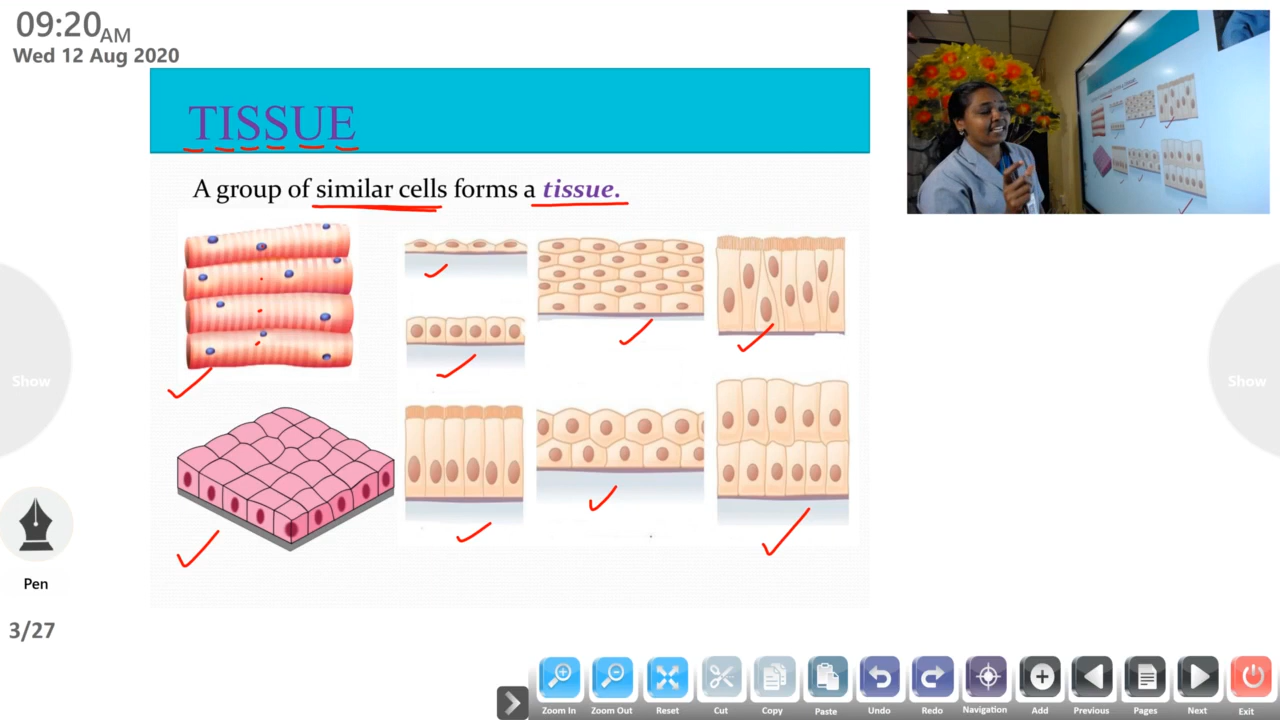 09:20AM
Wed 12 Aug 2020
TISSUE
A group of similar cells forms a tissue.
Show
Show
Pen
3/27
Zoom In
Zoom Out
Reset
Cut
Copy
Paste
Undo
Redo
Navigation
Add
Previous
Pages
Next
Exit